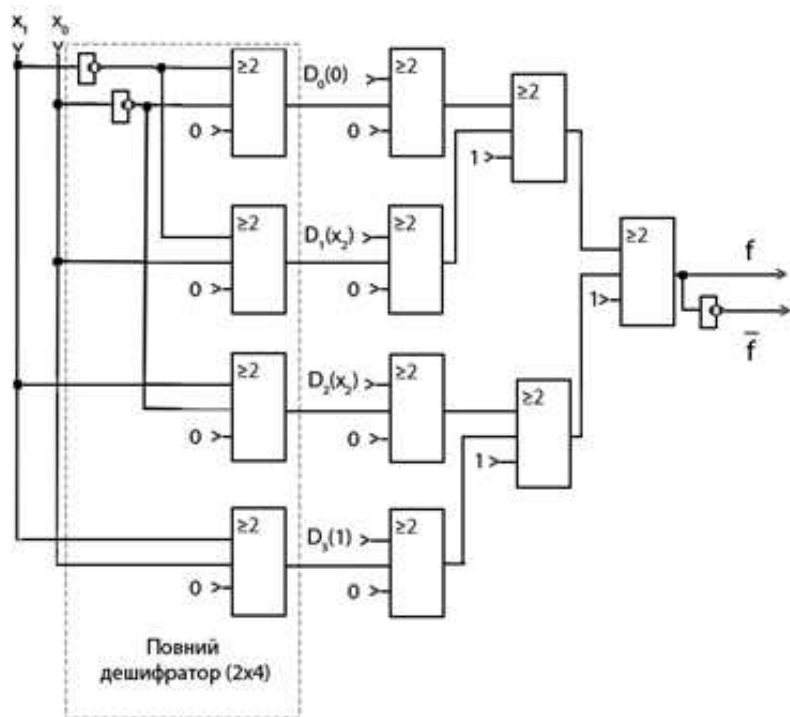 x₁ x₀
≥2
D₀(0)
≥2
≥2
0
0
1
≥2
D₁(x₂)
≥2
≥2
f
0
0
1
f̅
≥2
D₂(x₂)
≥2
≥2
0
0
1
≥2
D₃(1)
≥2
0
0
Повний
дешифратор (2x4)